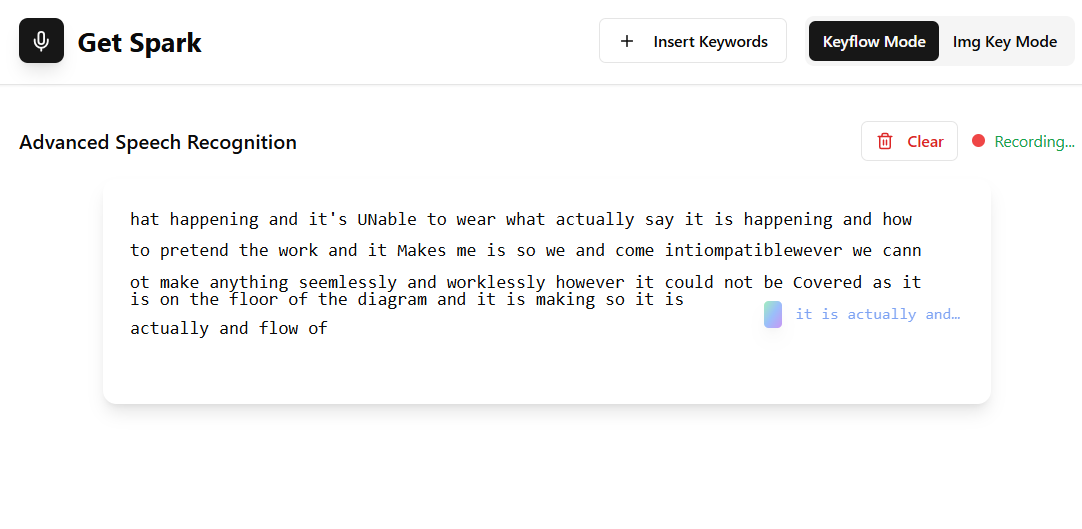 Get Spark
Insert Keywords
Keyflow Mode
Img Key Mode
Advanced Speech Recognition
Clear
Recording...
hat happening and it's UNable to wear what actually say it is happening and how
to pretend the work and it Makes me is so we and come intiompatiblewever we cann
ot make anything seemlessly and worklessly however it could not be Covered as it
is on the floor of the diagram and it is making so it is
it is actually and…
actually and flow of